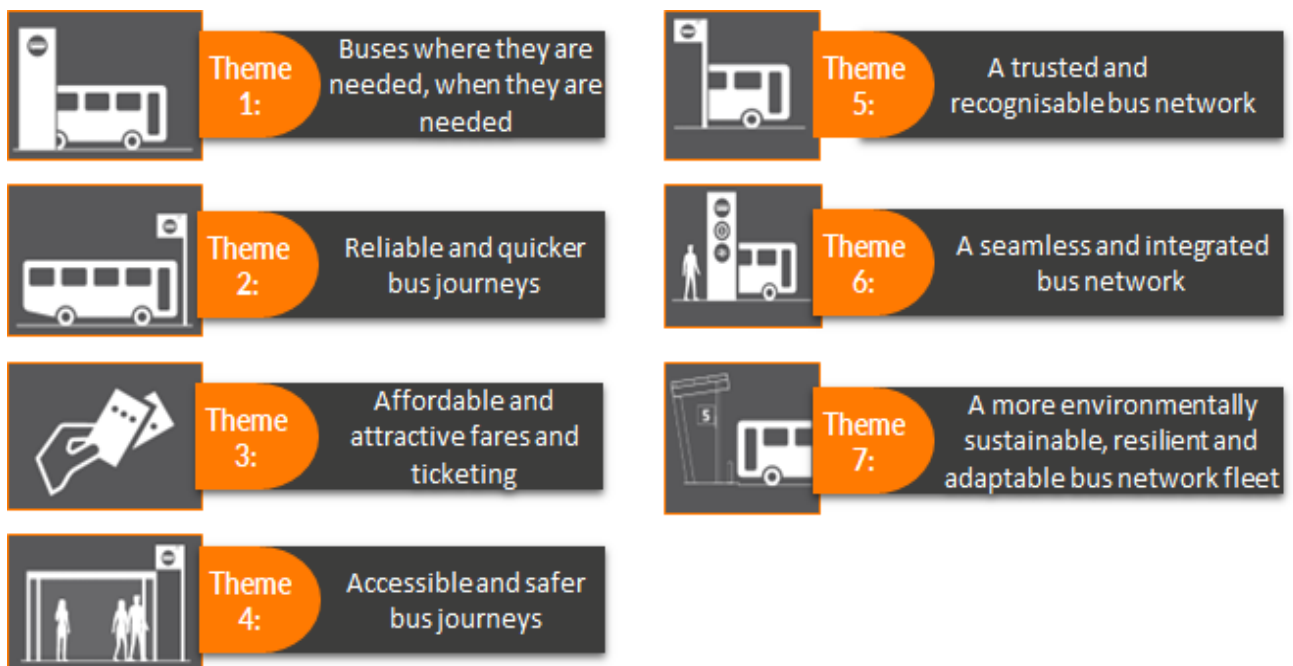 Theme
1:
Buses where they are
needed, when they are
needed
Theme
2:
Reliable and quicker
bus journeys
Theme
3:
Affordable and
attractive fares and
ticketing
Theme
4:
Accessible and safer
bus journeys
Theme
5:
A trusted and
recognisable bus network
Theme
6:
A seamless and integrated
bus network
5
Theme
7:
A more environmentally
sustainable, resilient and
adaptable bus network fleet